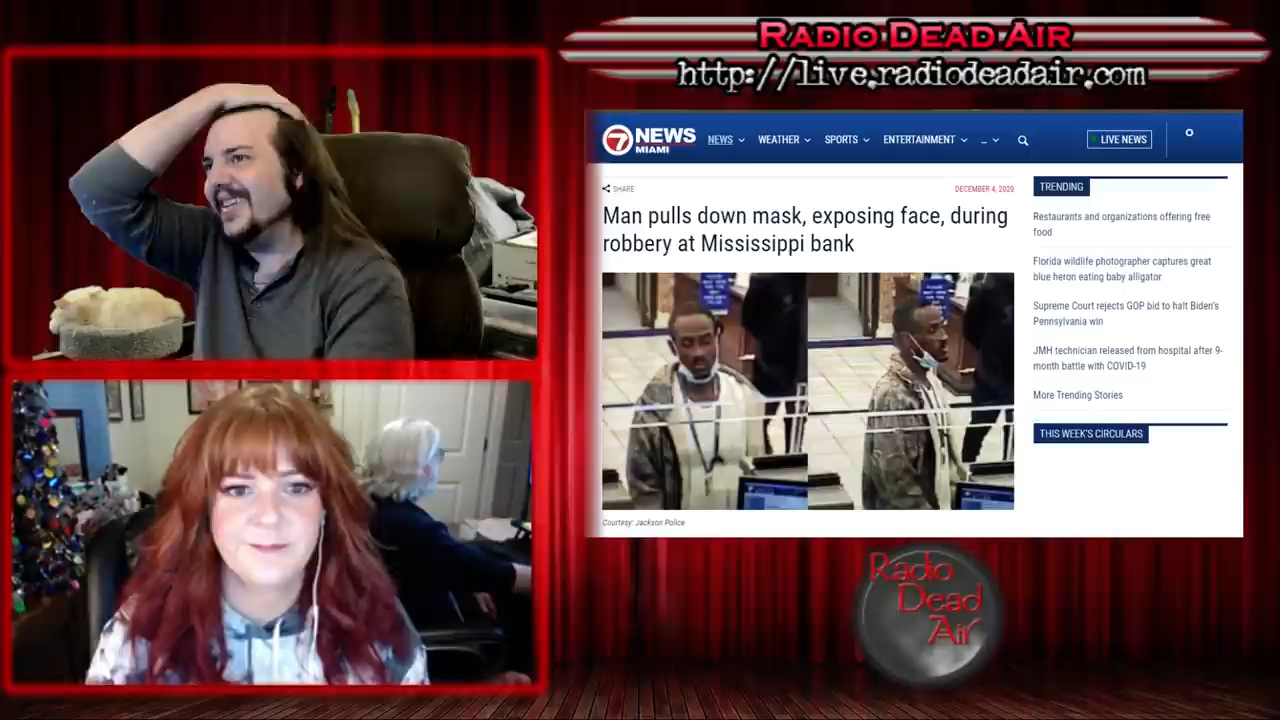 RADIO DEAD AIR
http://live.radiodeadair.com
7 NEWS
MIAMI
NEWS
WEATHER
SPORTS
ENTERTAINMENT
...
LIVE NEWS
SHARE
DECEMBER 4, 2020
Man pulls down mask, exposing face, during
robbery at Mississippi bank
Courtesy: Jackson Police
TRENDING
Restaurants and organizations offering free
food
Florida wildlife photographer captures great
blue heron eating baby alligator
Supreme Court rejects GOP bid to halt Biden's
Pennsylvania win
JMH technician released from hospital after 9-
month battle with COVID-19
More Trending Stories
THIS WEEK'S CIRCULARS
Radio
Dead
Air